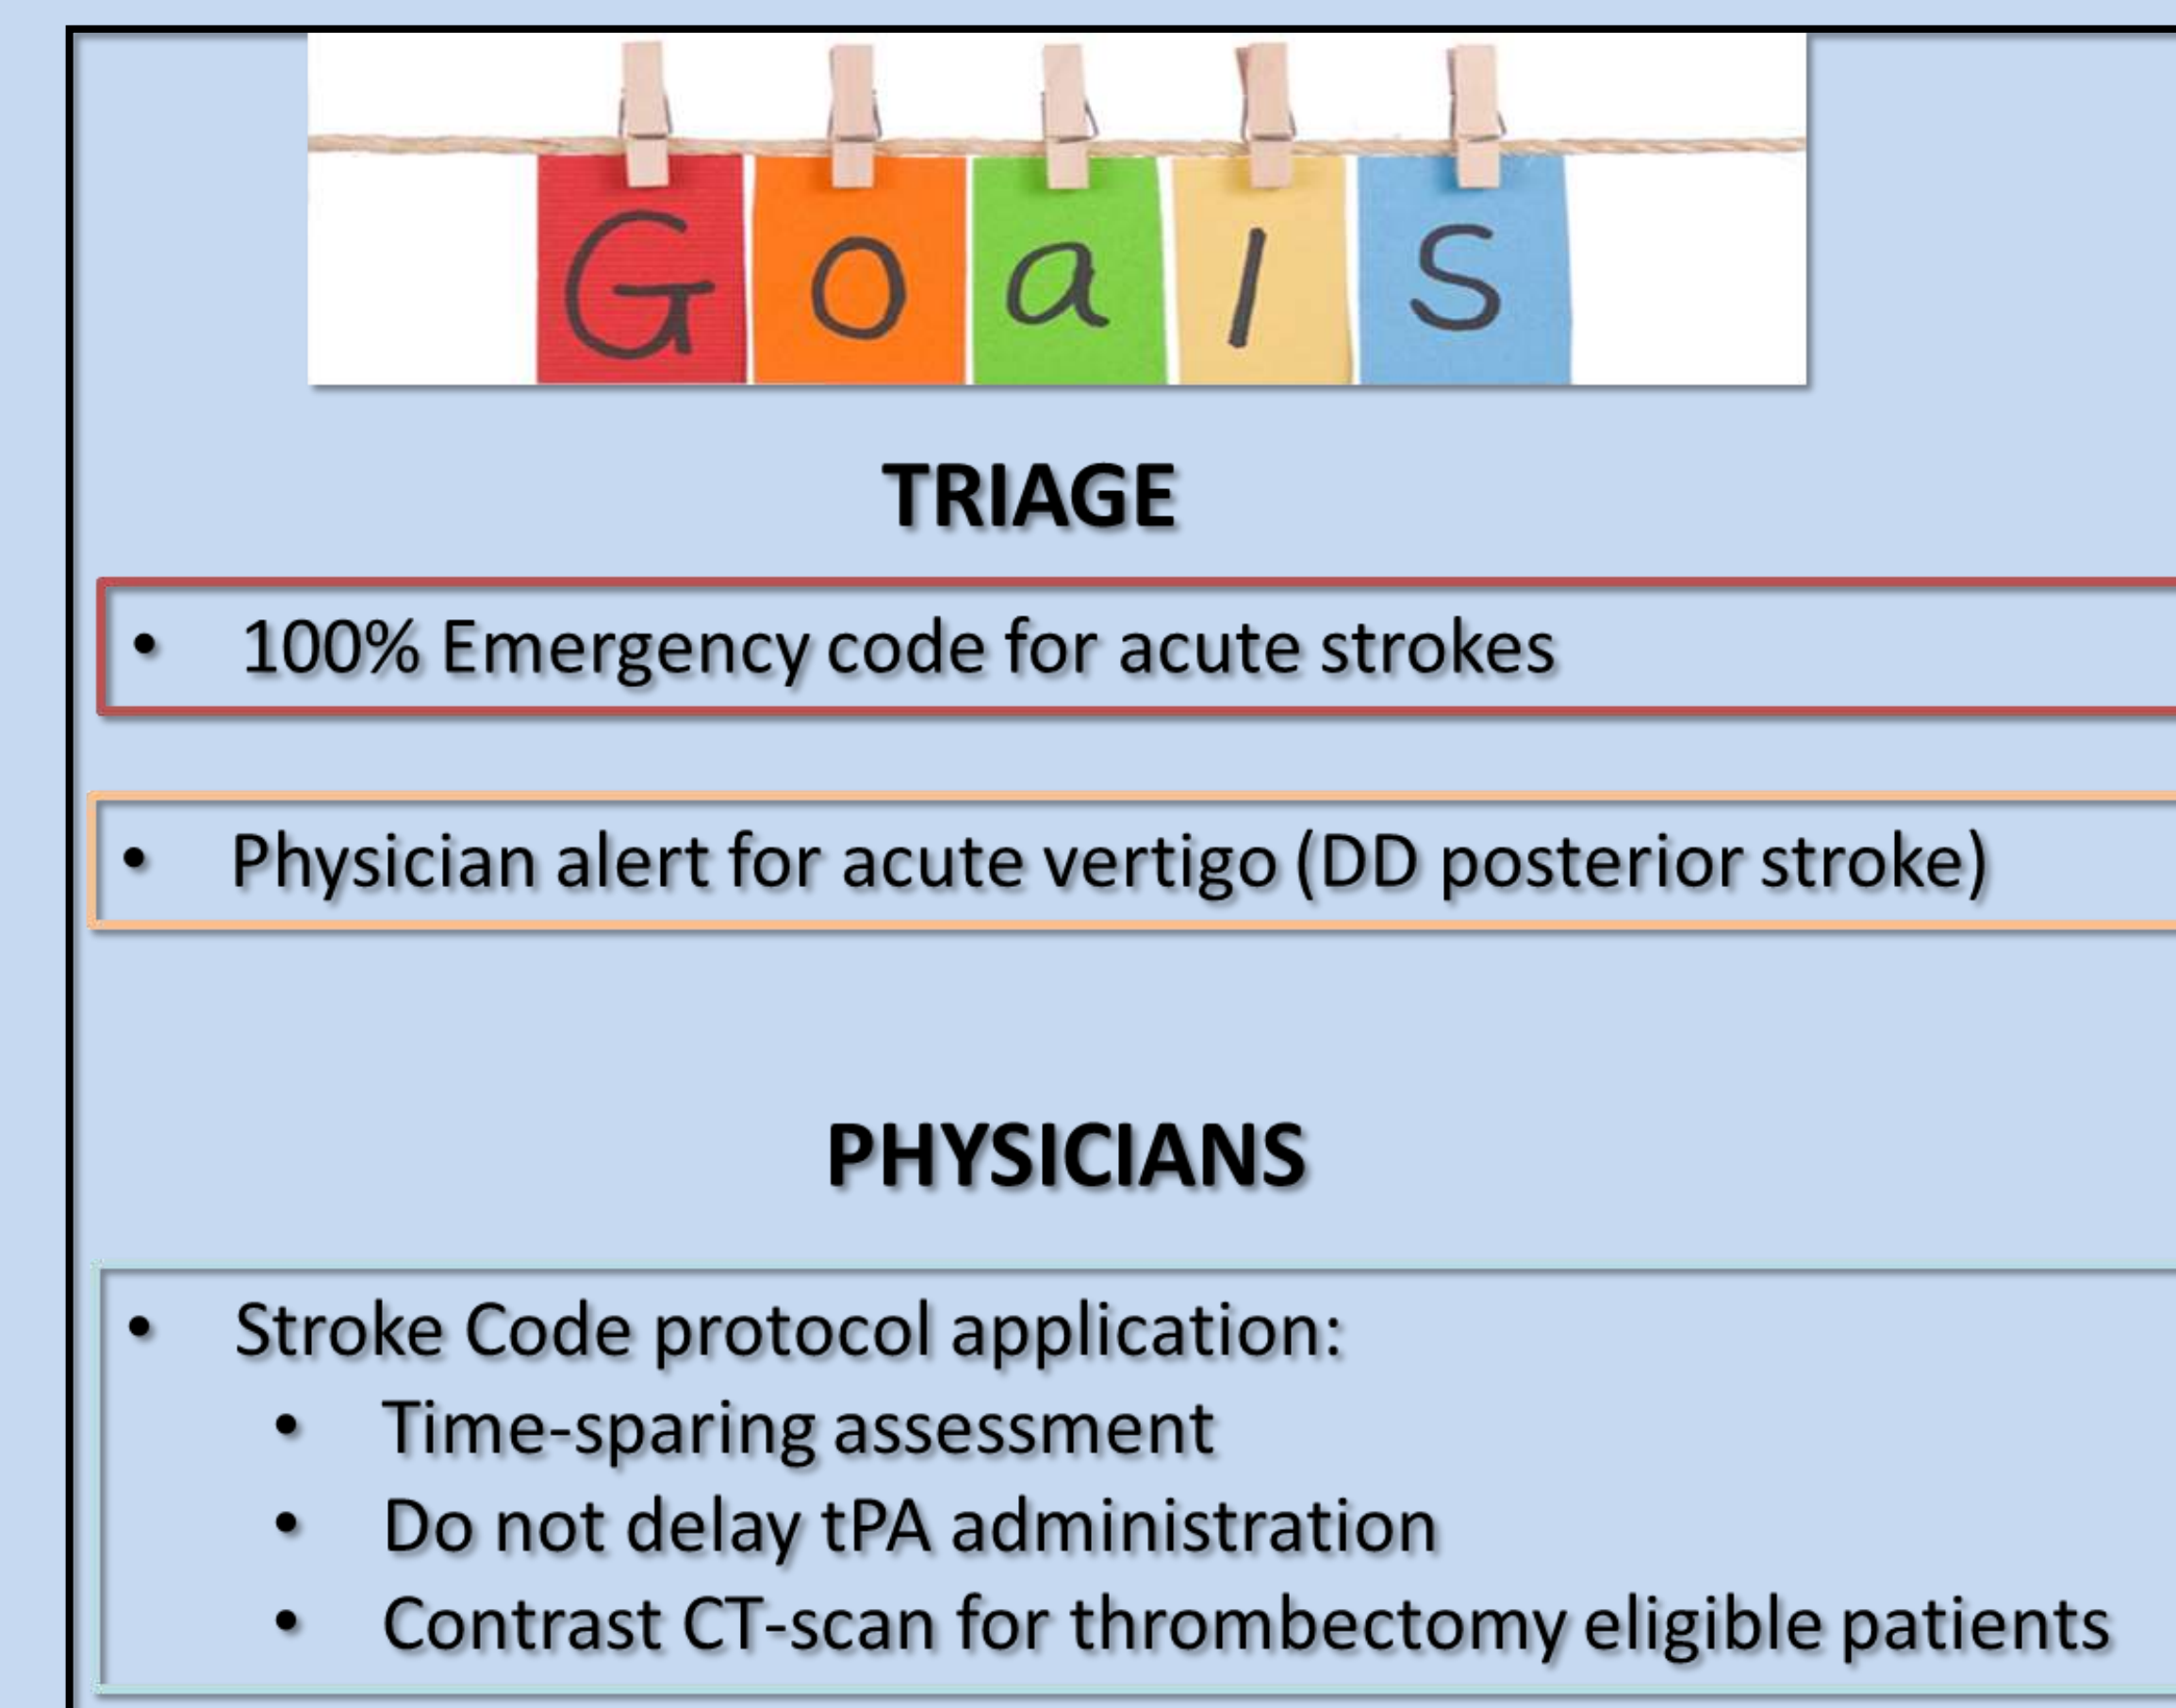 Goals
TRIAGE
• 100% Emergency code for acute strokes
• Physician alert for acute vertigo (DD posterior stroke)
PHYSICIANS
• Stroke Code protocol application:
• Time-sparing assessment
• Do not delay tPA administration
• Contrast CT-scan for thrombectomy eligible patients